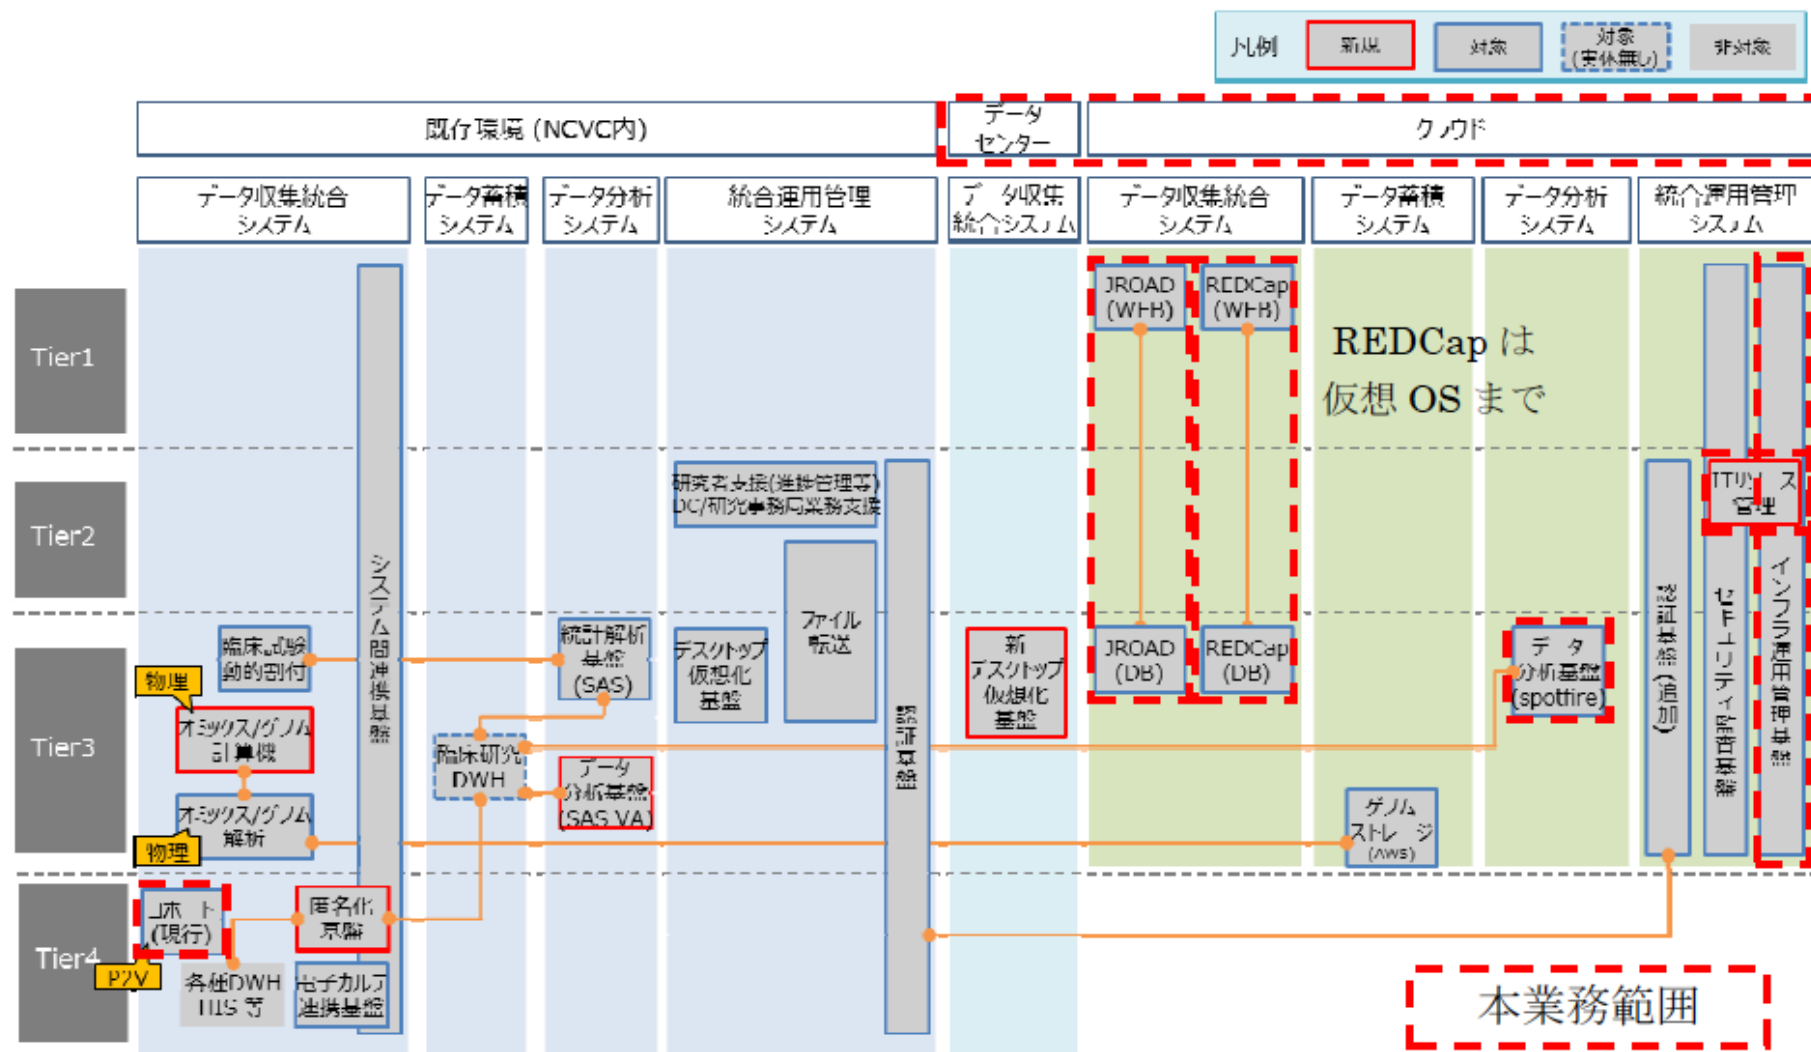 凡例
新規
対象
対象
(実体無し)
非対象
既存環境 (NCVC内)
データ
センター
クラウド
データ収集統合
システム
データ蓄積
システム
データ分析
システム
統合運用管理
システム
データ収集
統合システム
データ収集統合
システム
データ蓄積
システム
データ分析
システム
統合運用管理
システム
Tier1
JROAD
(WEB)
REDCap
(WEB)
REDCap は
仮想 OS まで
Tier2
研究者支援(進捗管理等)
DC/研究事務局業務支援
ITリソース
管理
システム間連携基盤
ファイル
転送
認証基盤
認証基盤(追加)
インフラ運用管理基盤
Tier3
臨床試験
動的割付
統計解析
基盤
(SAS)
デスクトップ
仮想化
基盤
新
デスクトップ
仮想化
基盤
JROAD
(DB)
REDCap
(DB)
データ
分析基盤
(spotfire)
物理
オミックス/ゲノム
計算機
臨床研究
DWH
データ
分析基盤
(SAS VA)
オミックス/ゲノム
解析
物理
ゲノム
ストレージ
(AWS)
Tier4
コホート
(現行)
P2V
匿名化
基盤
各種DWH
HIS 等
電子カルテ
連携基盤
本業務範囲